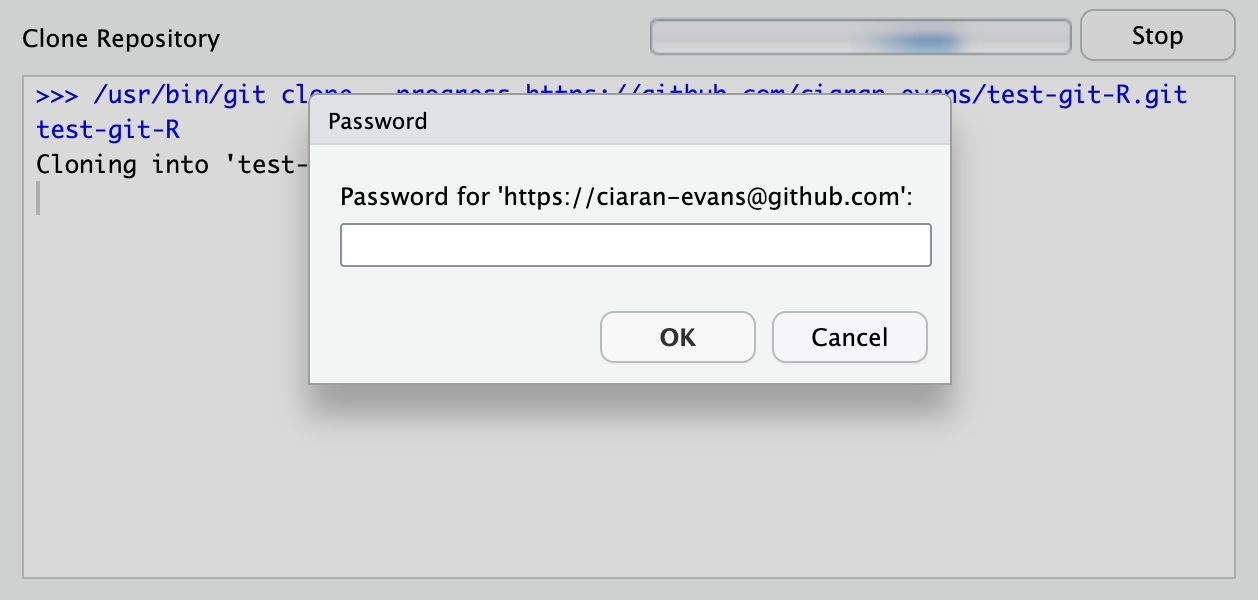 Clone Repository
Stop
>>> /usr/bin/git clone --progress https://github.com/ciaran-evans/test-git-R.git
test-git-R
Cloning into 'test-
Password
Password for 'https://ciaran-evans@github.com':
OK
Cancel